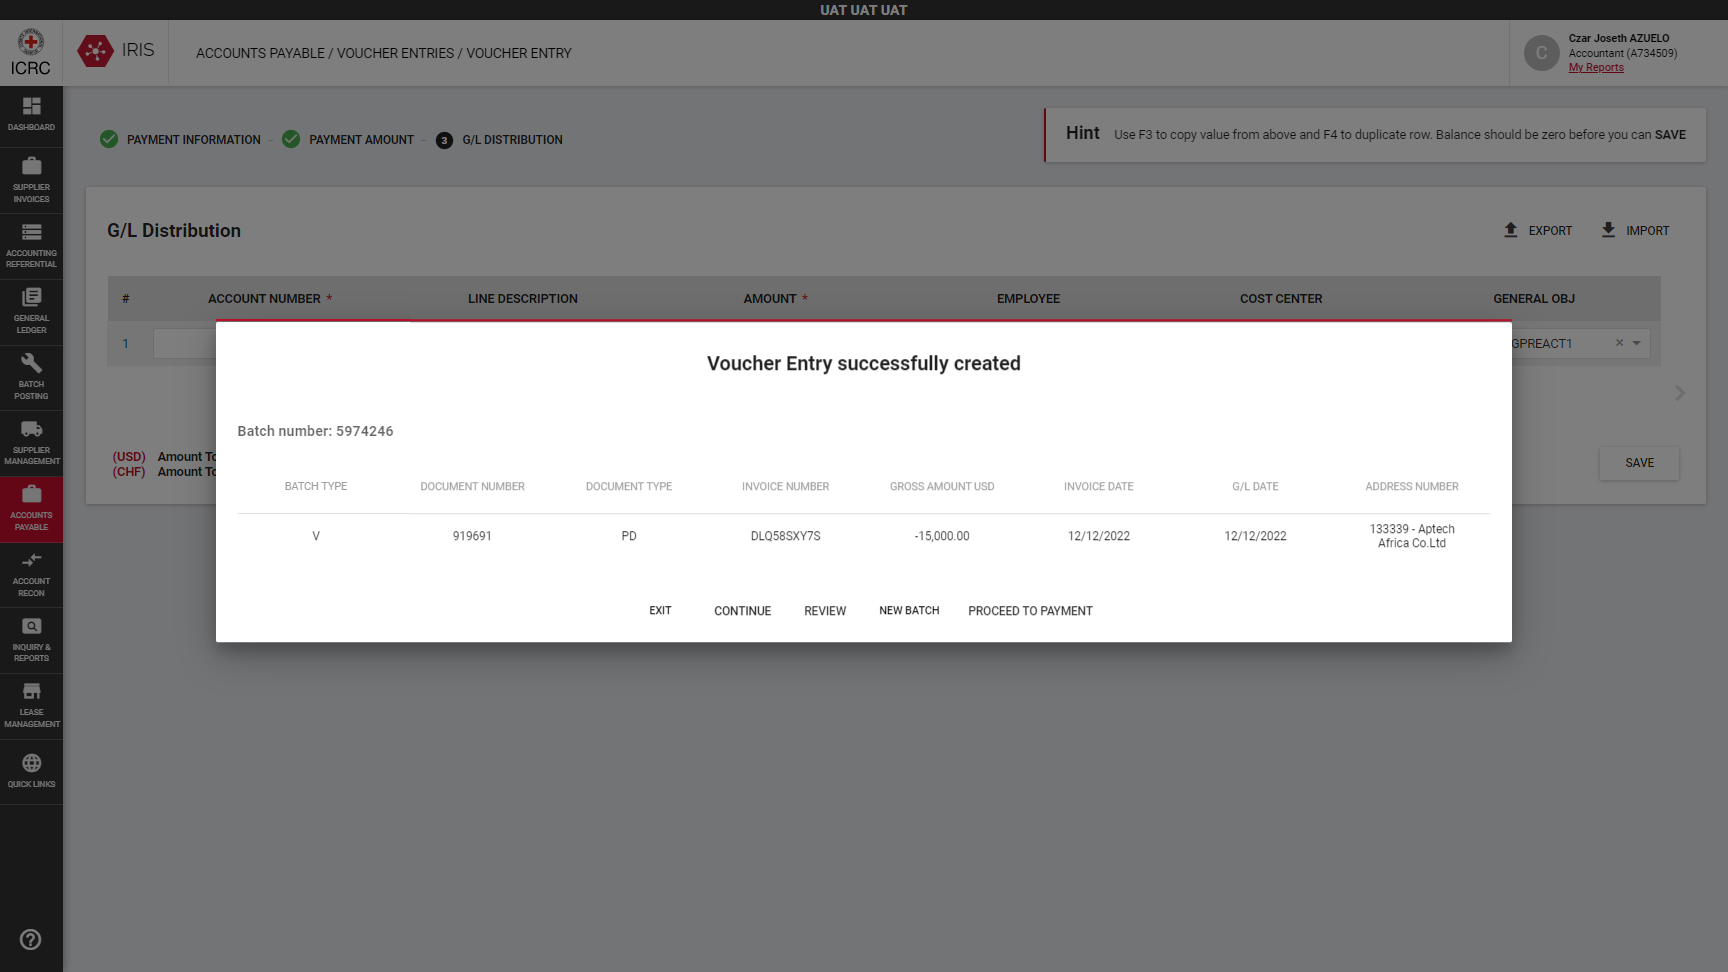 UAT UAT UAT
ICRC
IRIS
ACCOUNTS PAYABLE / VOUCHER ENTRIES / VOUCHER ENTRY
C
Czar Joseth AZUELO
Accountant (A734509)
My Reports
DASHBOARD
SUPPLIER
INVOICES
ACCOUNTING
REFERENTIAL
GENERAL
LEDGER
BATCH
POSTING
SUPPLIER
MANAGEMENT
ACCOUNTS
PAYABLE
ACCOUNT
RECON
INQUIRY &
REPORTS
LEASE
MANAGEMENT
QUICK LINKS
PAYMENT INFORMATION
PAYMENT AMOUNT
3 G/L DISTRIBUTION
Hint Use F3 to copy value from above and F4 to duplicate row. Balance should be zero before you can SAVE
G/L Distribution
EXPORT
IMPORT
# ACCOUNT NUMBER * LINE DESCRIPTION AMOUNT * EMPLOYEE COST CENTER GENERAL OBJ
1 GPREACT1
(USD) Amount To
(CHF) Amount To
SAVE
Voucher Entry successfully created
Batch number: 5974246
BATCH TYPE DOCUMENT NUMBER DOCUMENT TYPE INVOICE NUMBER GROSS AMOUNT USD INVOICE DATE G/L DATE ADDRESS NUMBER
V 919691 PD DLQ58SXY7S -15,000.00 12/12/2022 12/12/2022 133339 - Aptech
Africa Co.Ltd
EXIT CONTINUE REVIEW NEW BATCH PROCEED TO PAYMENT